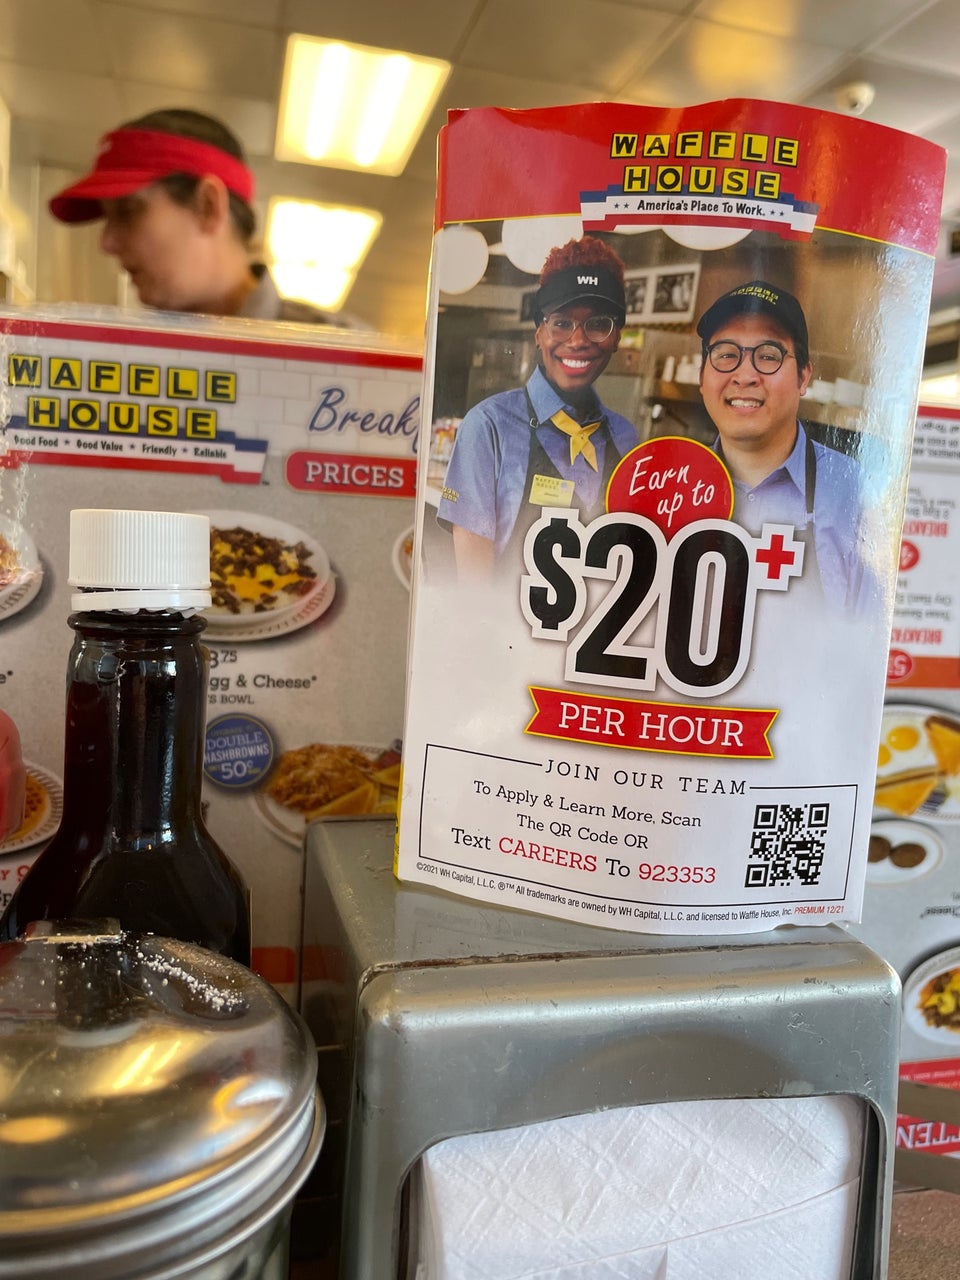 WAFFLE
HOUSE
America's Place To Work.
WH
Earn
up to
$20+
PER HOUR
JOIN OUR TEAM
To Apply & Learn More, Scan
The QR Code OR
Text CAREERS To 923353
©2021 WH Capital, L.L.C. ®™ All trademarks are owned by WH Capital, L.L.C. and licensed to Waffle House, Inc. PREMIUM 12/21
WAFFLE
HOUSE
Good Food ★ Good Value ★ Friendly ★ Reliable
PRICES
75
& Cheese*
BOWL
DOUBLE
HASHBROWNS
50¢